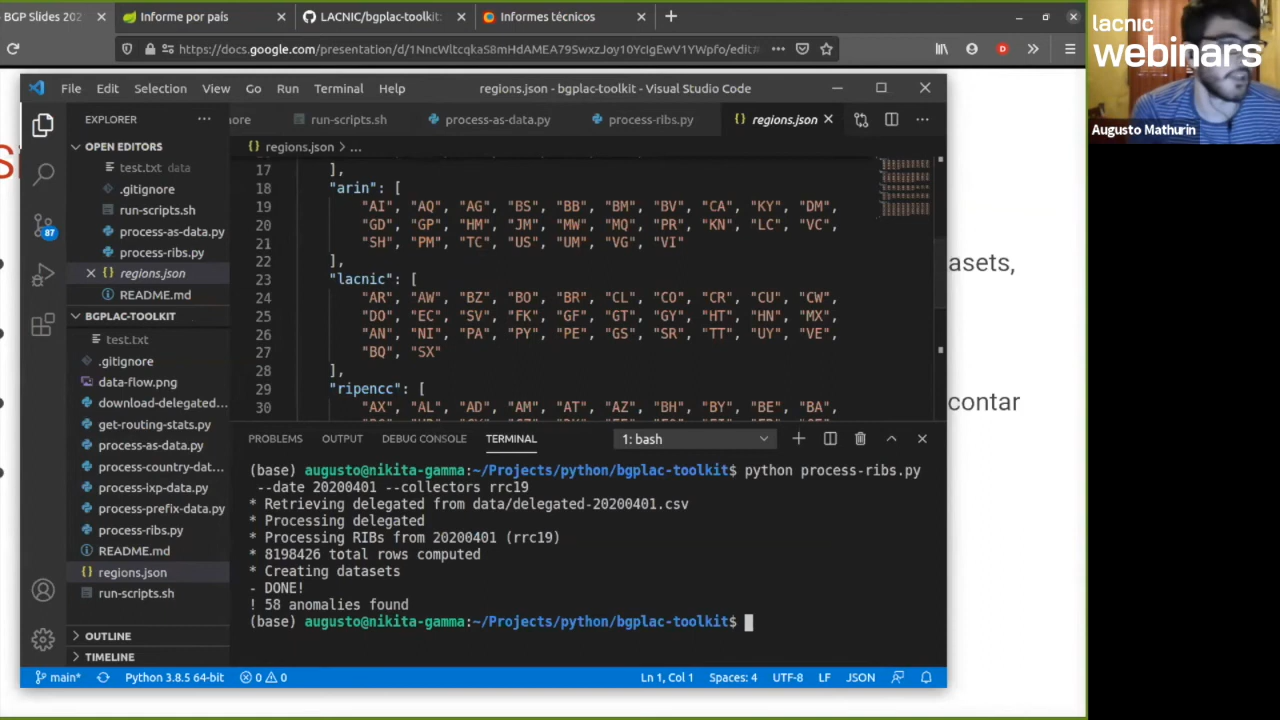 BGP Slides 202
Informe por país
LACNIC/bgplac-toolkit:
Informes técnicos
https://docs.google.com/presentation/d/1NncWltcqkaS8mHdAMEA79SwxzJoy10YcIgEwV1YWpfo/edit#
lacnic
webinars
Augusto Mathurin
File Edit Selection View Go Run Terminal Help
regions.json - bgplac-toolkit - Visual Studio Code
EXPLORER
ore
run-scripts.sh
process-as-data.py
process-ribs.py
regions.json
OPEN EDITORS
test.txt data
.gitignore
run-scripts.sh
process-as-data.py
process-ribs.py
regions.json
README.md
87
BGPLAC-TOOLKIT
test.txt
.gitignore
data-flow.png
download-delegated...
get-routing-stats.py
process-as-data.py
process-country-dat...
process-ixp-data.py
process-prefix-data.py
process-ribs.py
README.md
regions.json
run-scripts.sh
OUTLINE
TIMELINE
regions.json > ...
17 ],
18 "arin": [
19 "AI", "AQ", "AG", "BS", "BB", "BM", "BV", "CA", "KY", "DM",
20 "GD", "GP", "HM", "JM", "MW", "MQ", "PR", "KN", "LC", "VC",
21 "SH", "PM", "TC", "US", "UM", "VG", "VI"
22 ],
23 "lacnic": [
24 "AR", "AW", "BZ", "BO", "BR", "CL", "CO", "CR", "CU", "CW",
25 "DO", "EC", "SV", "FK", "GF", "GT", "GY", "HT", "HN", "MX",
26 "AN", "NI", "PA", "PY", "PE", "GS", "SR", "TT", "UY", "VE",
27 "BQ", "SX"
28 ],
29 "ripencc": [
30 "AX", "AL", "AD", "AM", "AT", "AZ", "BH", "BY", "BE", "BA",
asets,
contar
PROBLEMS OUTPUT DEBUG CONSOLE TERMINAL 1: bash
(base) augusto@nikita-gamma:~/Projects/python/bgplac-toolkit$ python process-ribs.py
--date 20200401 --collectors rrc19
* Retrieving delegated from data/delegated-20200401.csv
* Processing delegated
* Processing RIBs from 20200401 (rrc19)
* 8198426 total rows computed
* Creating datasets
- DONE!
! 58 anomalies found
(base) augusto@nikita-gamma:~/Projects/python/bgplac-toolkit$
main* Python 3.8.5 64-bit 0 0 Ln 1, Col 1 Spaces: 4 UTF-8 LF JSON